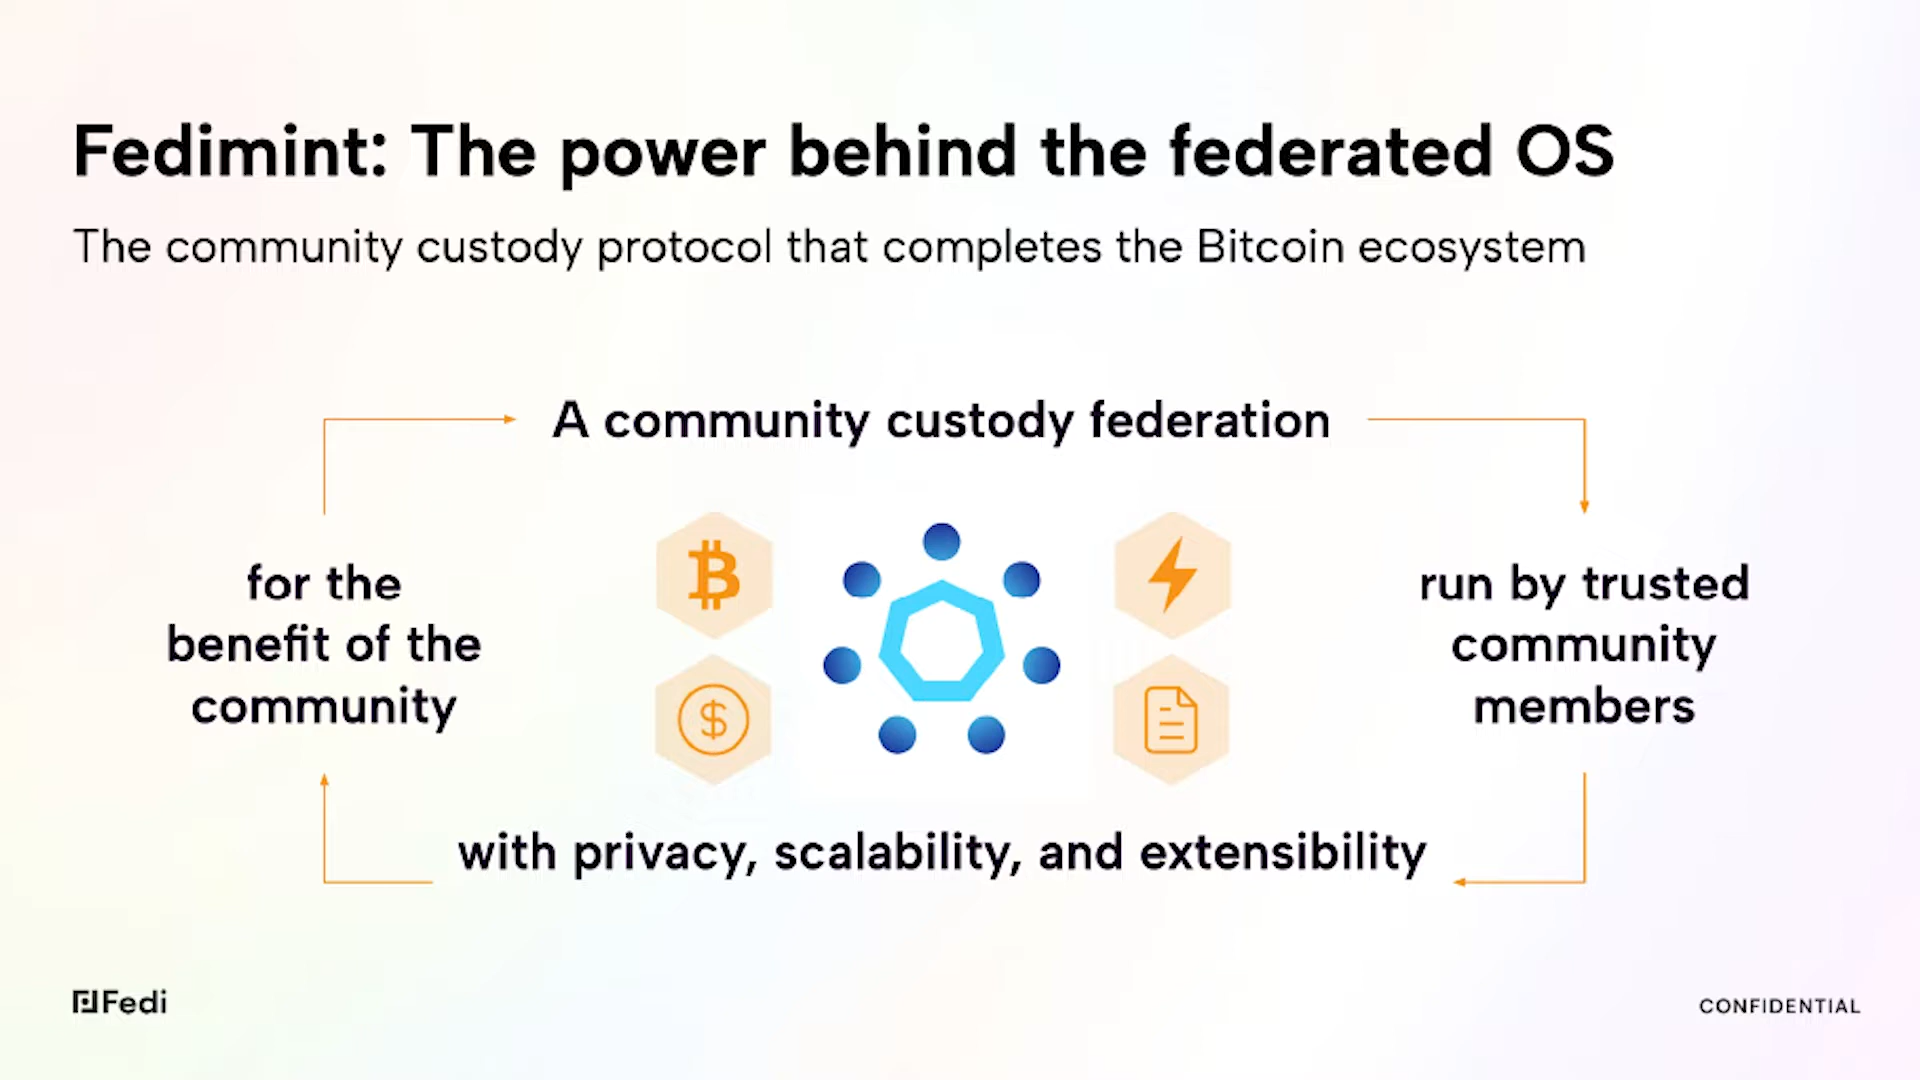 Fedimint: The power behind the federated OS
The community custody protocol that completes the Bitcoin ecosystem
A community custody federation
for the
benefit of the
community
run by trusted
community
members
with privacy, scalability, and extensibility
Fedi
CONFIDENTIAL